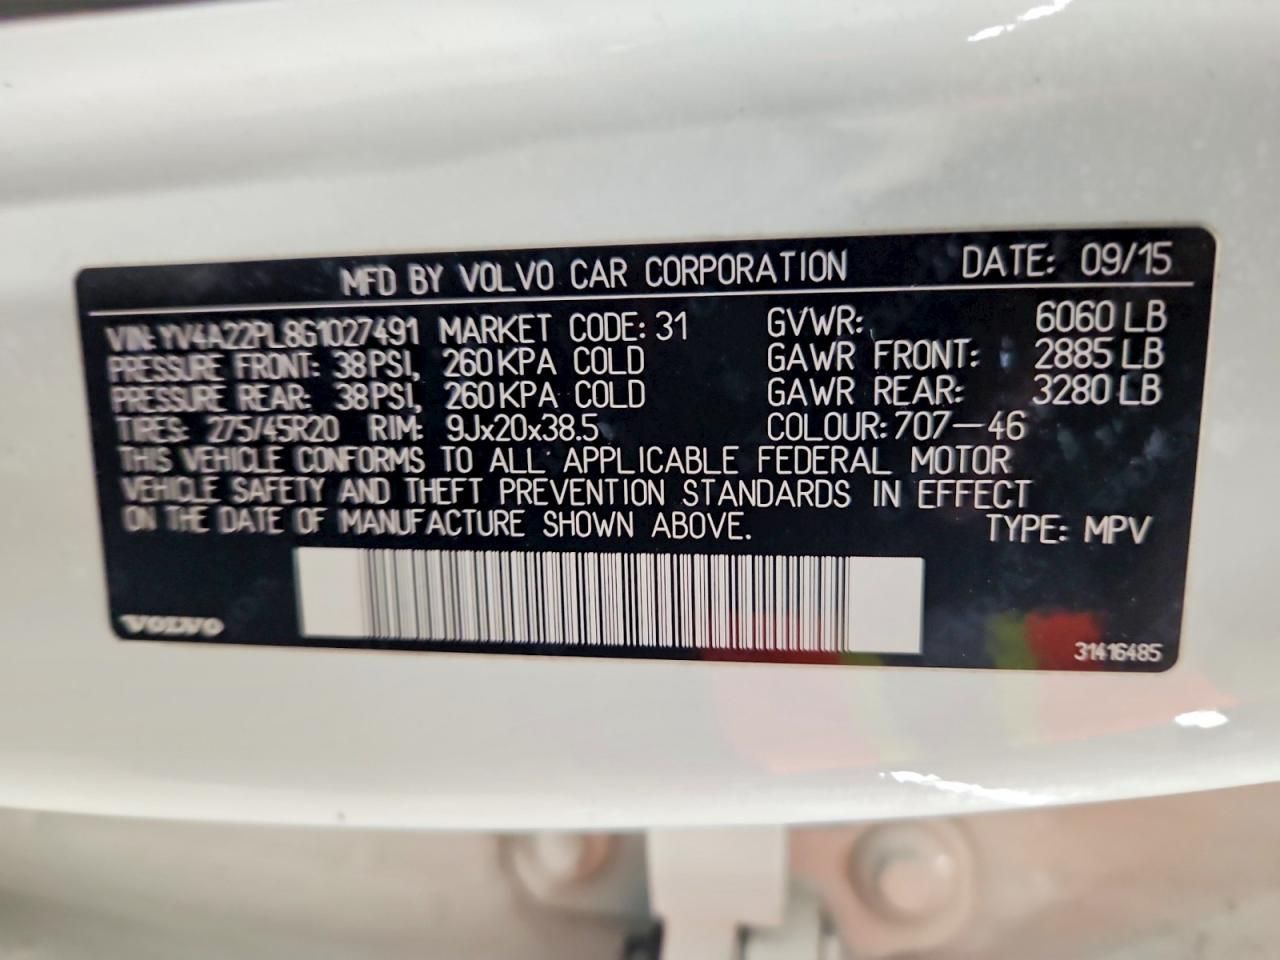 MFD BY VOLVO CAR CORPORATION DATE: 09/15
VIN: YV4A22PL8G1027491 MARKET CODE: 31 GVWR: 6060 LB
PRESSURE FRONT: 38 PSI, 260 KPA COLD GAWR FRONT: 2885 LB
PRESSURE REAR: 38 PSI, 260 KPA COLD GAWR REAR: 3280 LB
TIRES: 275/45R20 RIM: 9Jx20x38.5 COLOUR: 707-46
THIS VEHICLE CONFORMS TO ALL APPLICABLE FEDERAL MOTOR
VEHICLE SAFETY AND THEFT PREVENTION STANDARDS IN EFFECT
ON THE DATE OF MANUFACTURE SHOWN ABOVE. TYPE: MPV
VOLVO
31416485